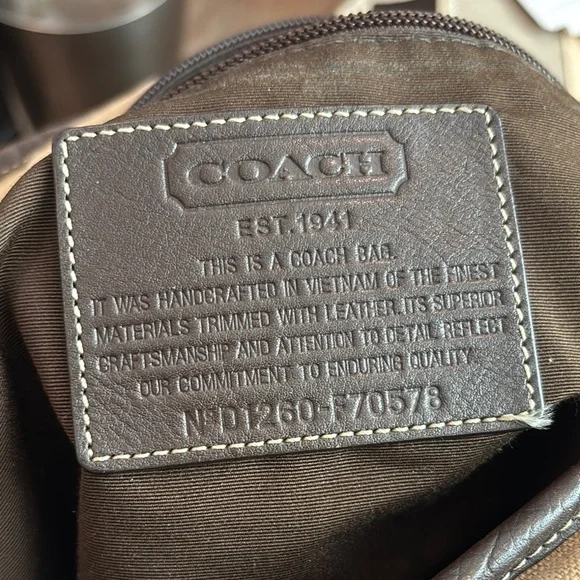 COACH
EST. 1941
THIS IS A COACH BAG.
IT WAS HANDCRAFTED IN VIETNAM OF THE FINEST
MATERIALS TRIMMED WITH LEATHER. ITS SUPERIOR
CRAFTSMANSHIP AND ATTENTION TO DETAIL REFLECT
OUR COMMITMENT TO ENDURING QUALITY.
Nº D1260-F70578